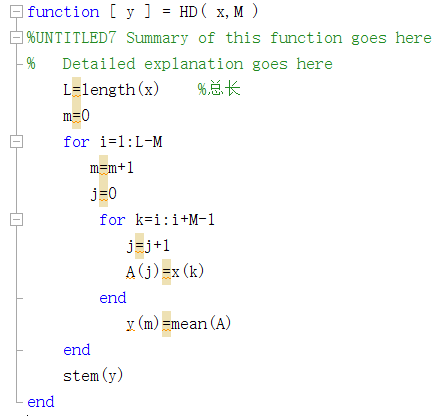 function [ y ] = HD( x,M )
%UNTITLED7 Summary of this function goes here
%   Detailed explanation goes here
L=length(x)    %总长
m=0
for i=1:L-M
m=m+1
j=0
for k=i:i+M-1
j=j+1
A(j)=x(k)
end
y(m)=mean(A)
end
stem(y)
end